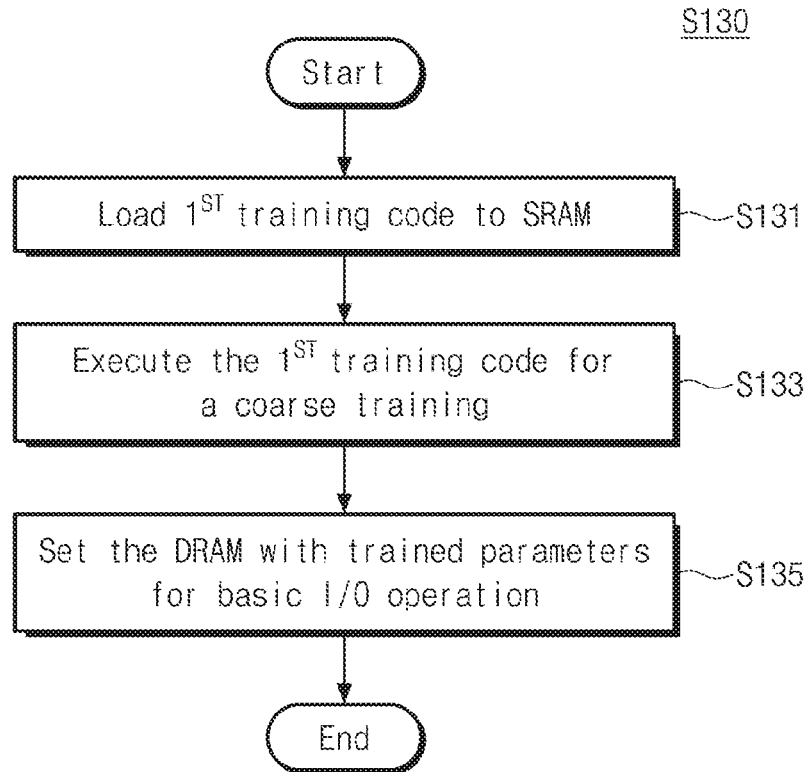 S130
Start
Load 1ST training code to SRAM
S131
Execute the 1ST training code for
a coarse training
S133
Set the DRAM with trained parameters
for basic I/O operation
S135
End